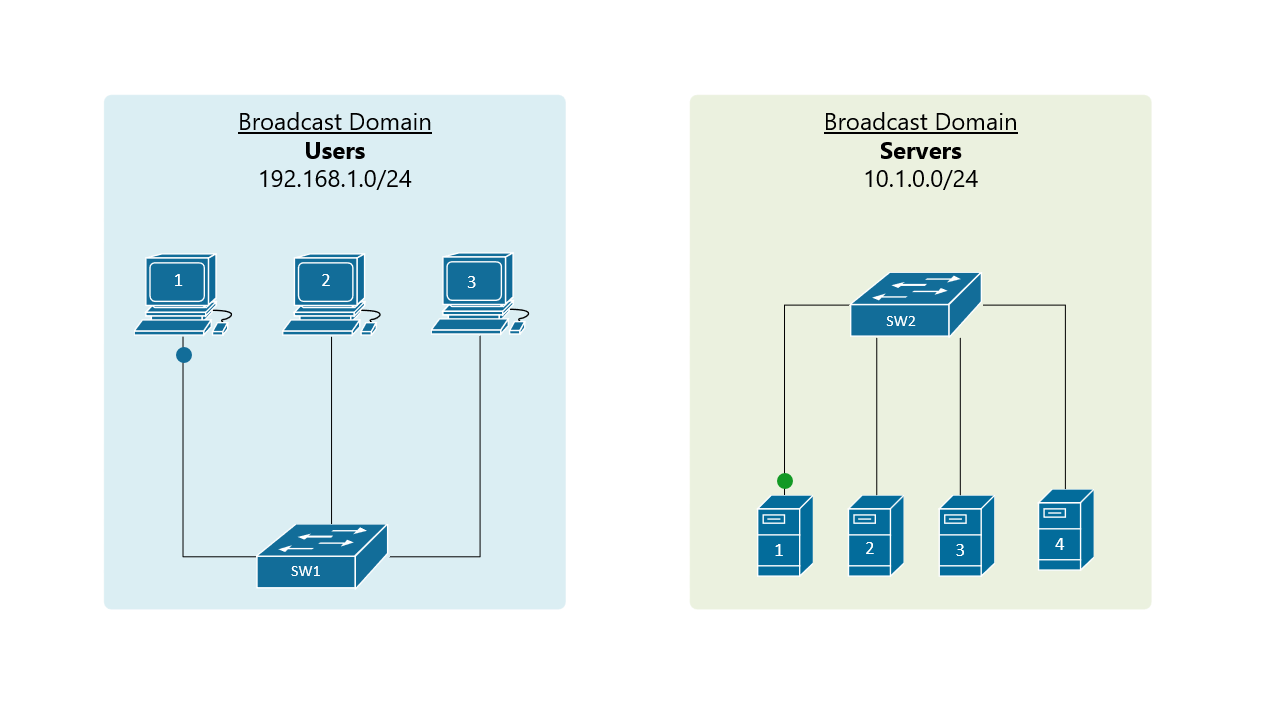 Broadcast Domain
Users
192.168.1.0/24
1
2
3
SW1
Broadcast Domain
Servers
10.1.0.0/24
SW2
1
2
3
4